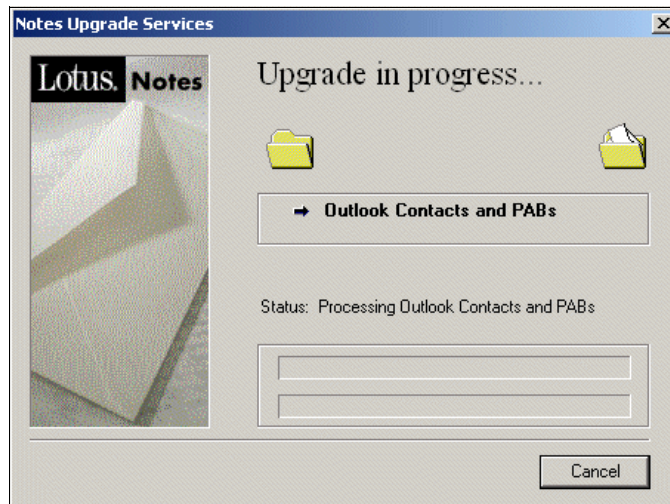 Notes Upgrade Services
Lotus. Notes
Upgrade in progress...
Outlook Contacts and PABs
Status: Processing Outlook Contacts and PABs
Cancel